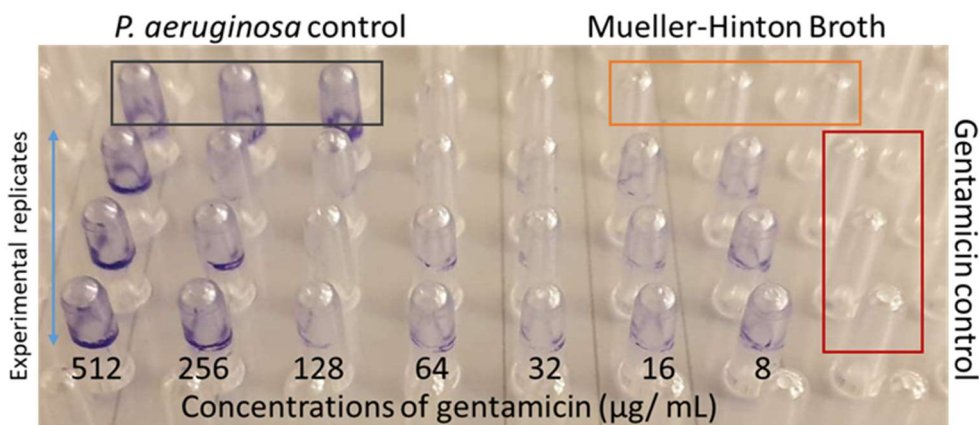 P. aeruginosa control
Mueller-Hinton Broth
Experimental replicates
Gentamicin control
512 256 128 64 32 16 8
Concentrations of gentamicin (µg/ mL)